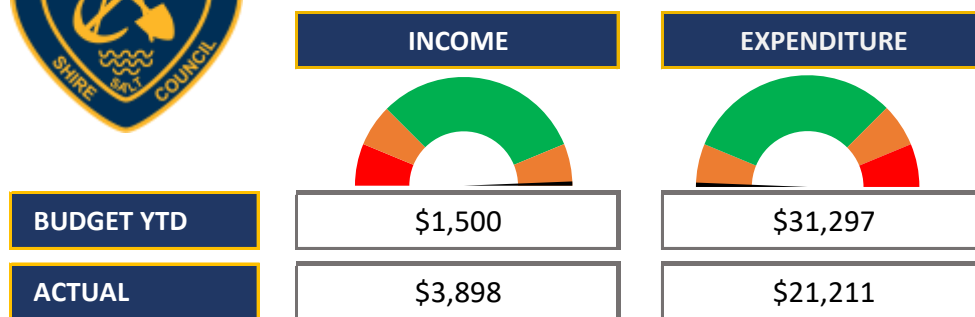 SHIRE
SALT
COUNCIL
INCOME
EXPENDITURE
BUDGET YTD
$1,500
$31,297
ACTUAL
$3,898
$21,211